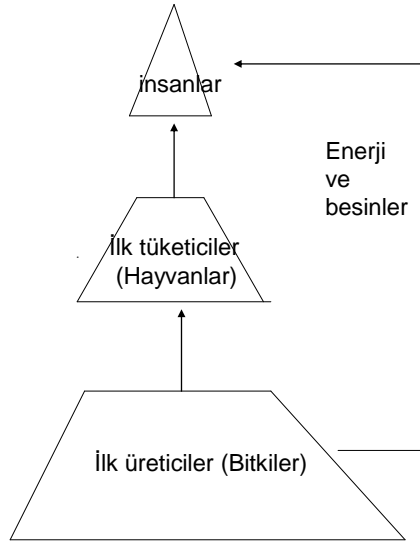 insanlar
Enerji
ve
besinler
İlk tüketiciler
(Hayvanlar)
İlk üreticiler (Bitkiler)